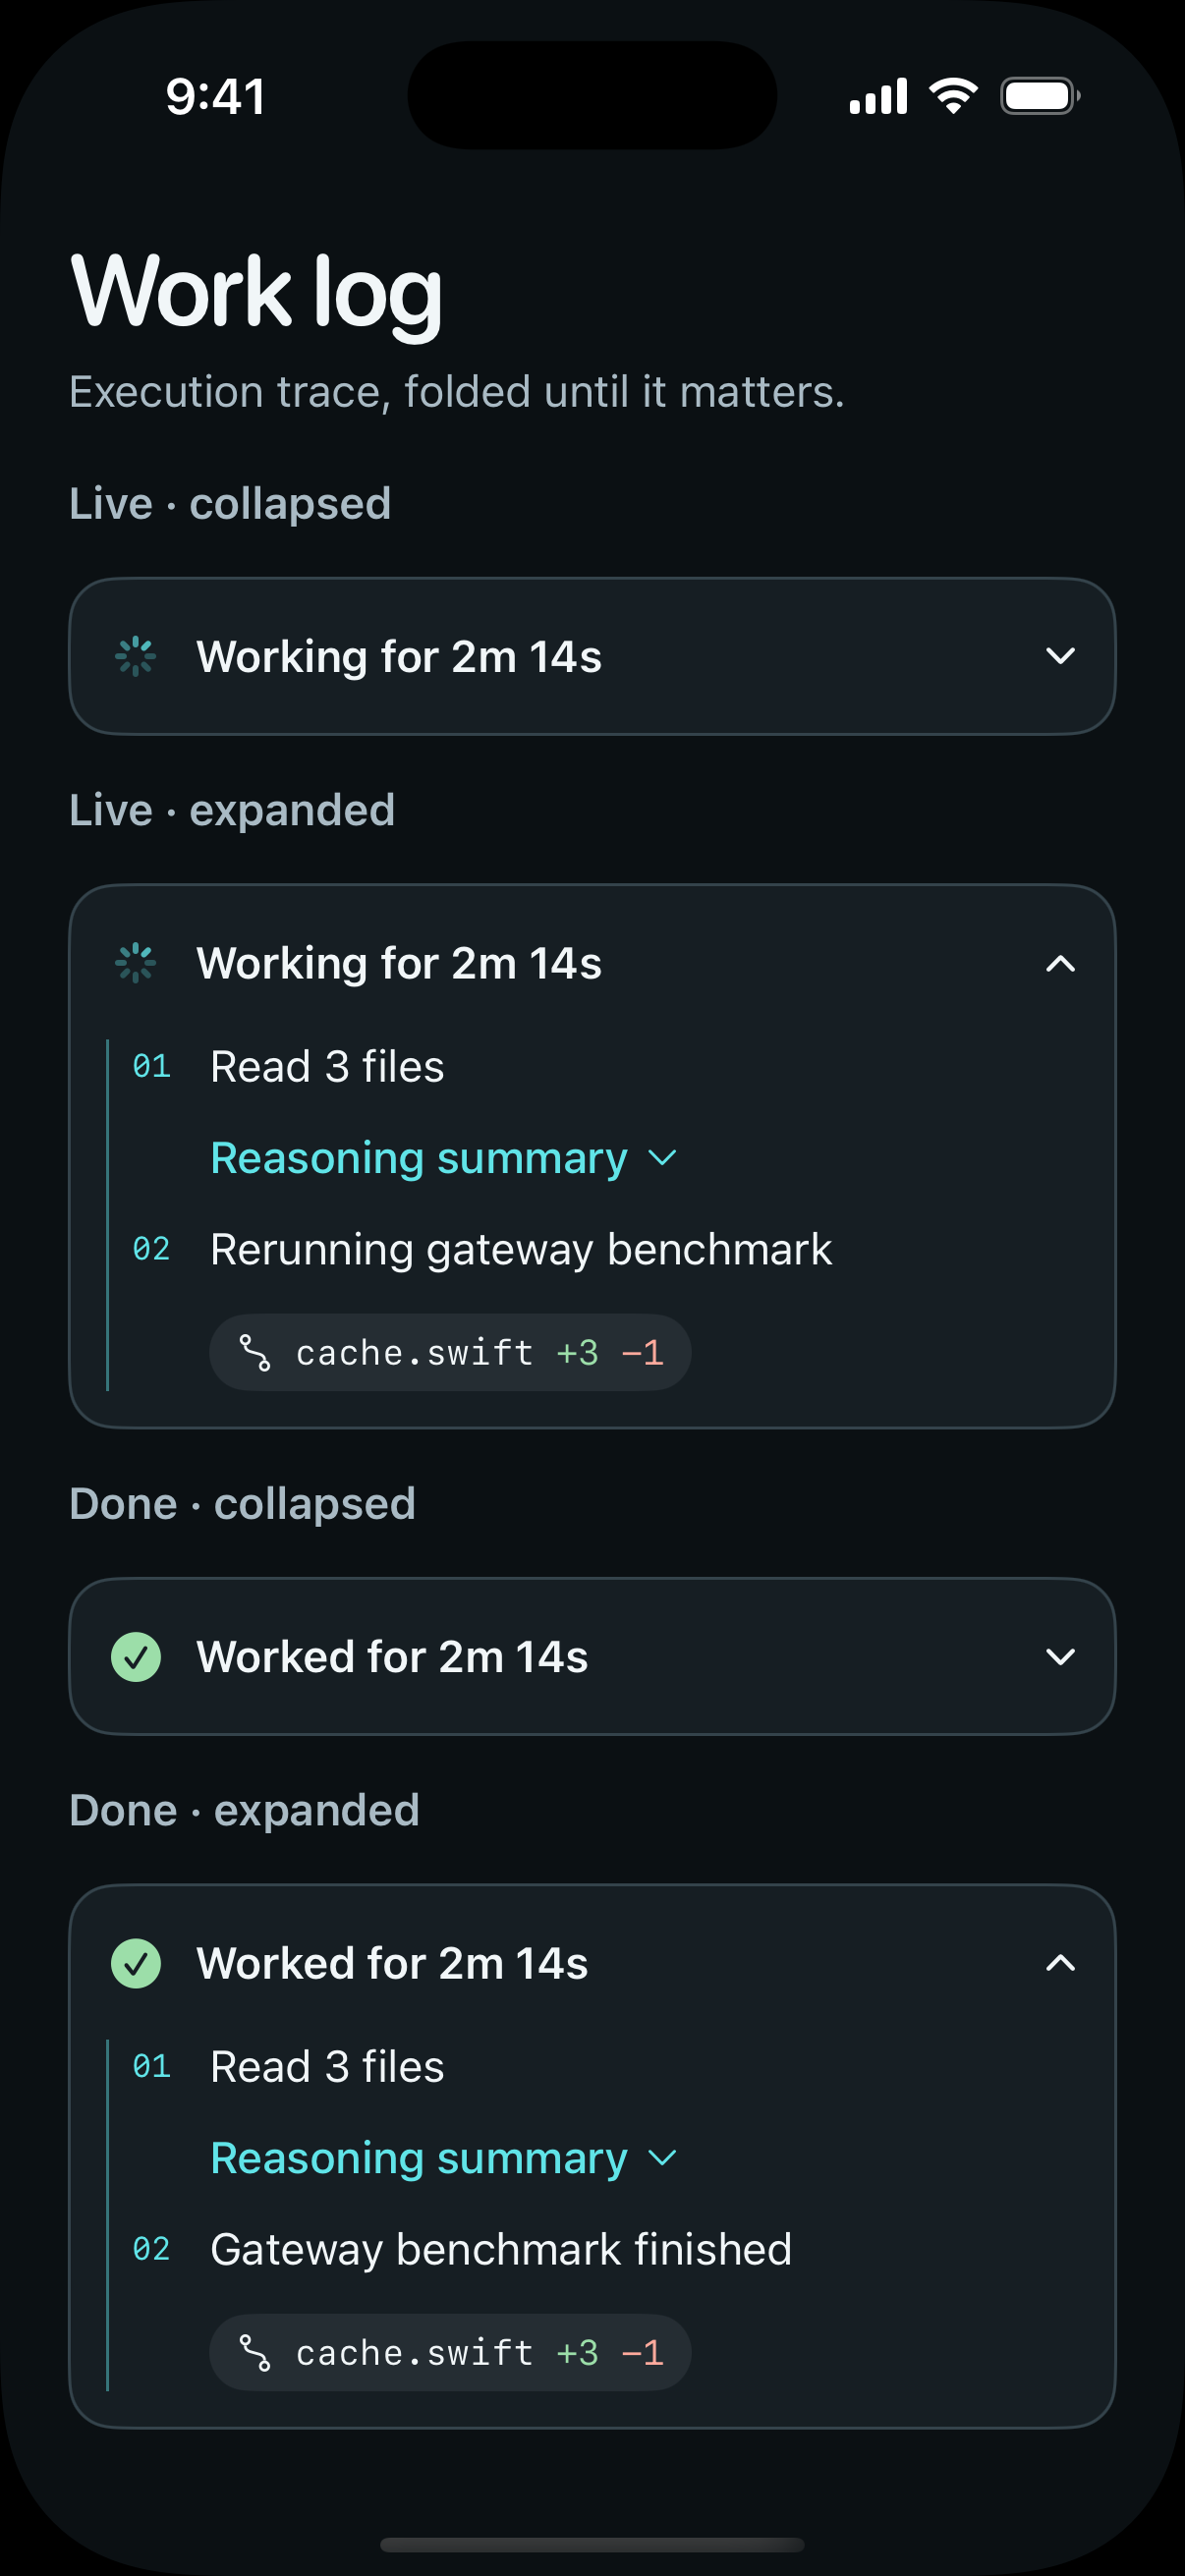 9:41
Work log
Execution trace, folded until it matters.
Live · collapsed
Working for 2m 14s
Live · expanded
Working for 2m 14s
01 Read 3 files
Reasoning summary
02 Rerunning gateway benchmark
cache.swift +3 −1
Done · collapsed
Worked for 2m 14s
Done · expanded
Worked for 2m 14s
01 Read 3 files
Reasoning summary
02 Gateway benchmark finished
cache.swift +3 −1